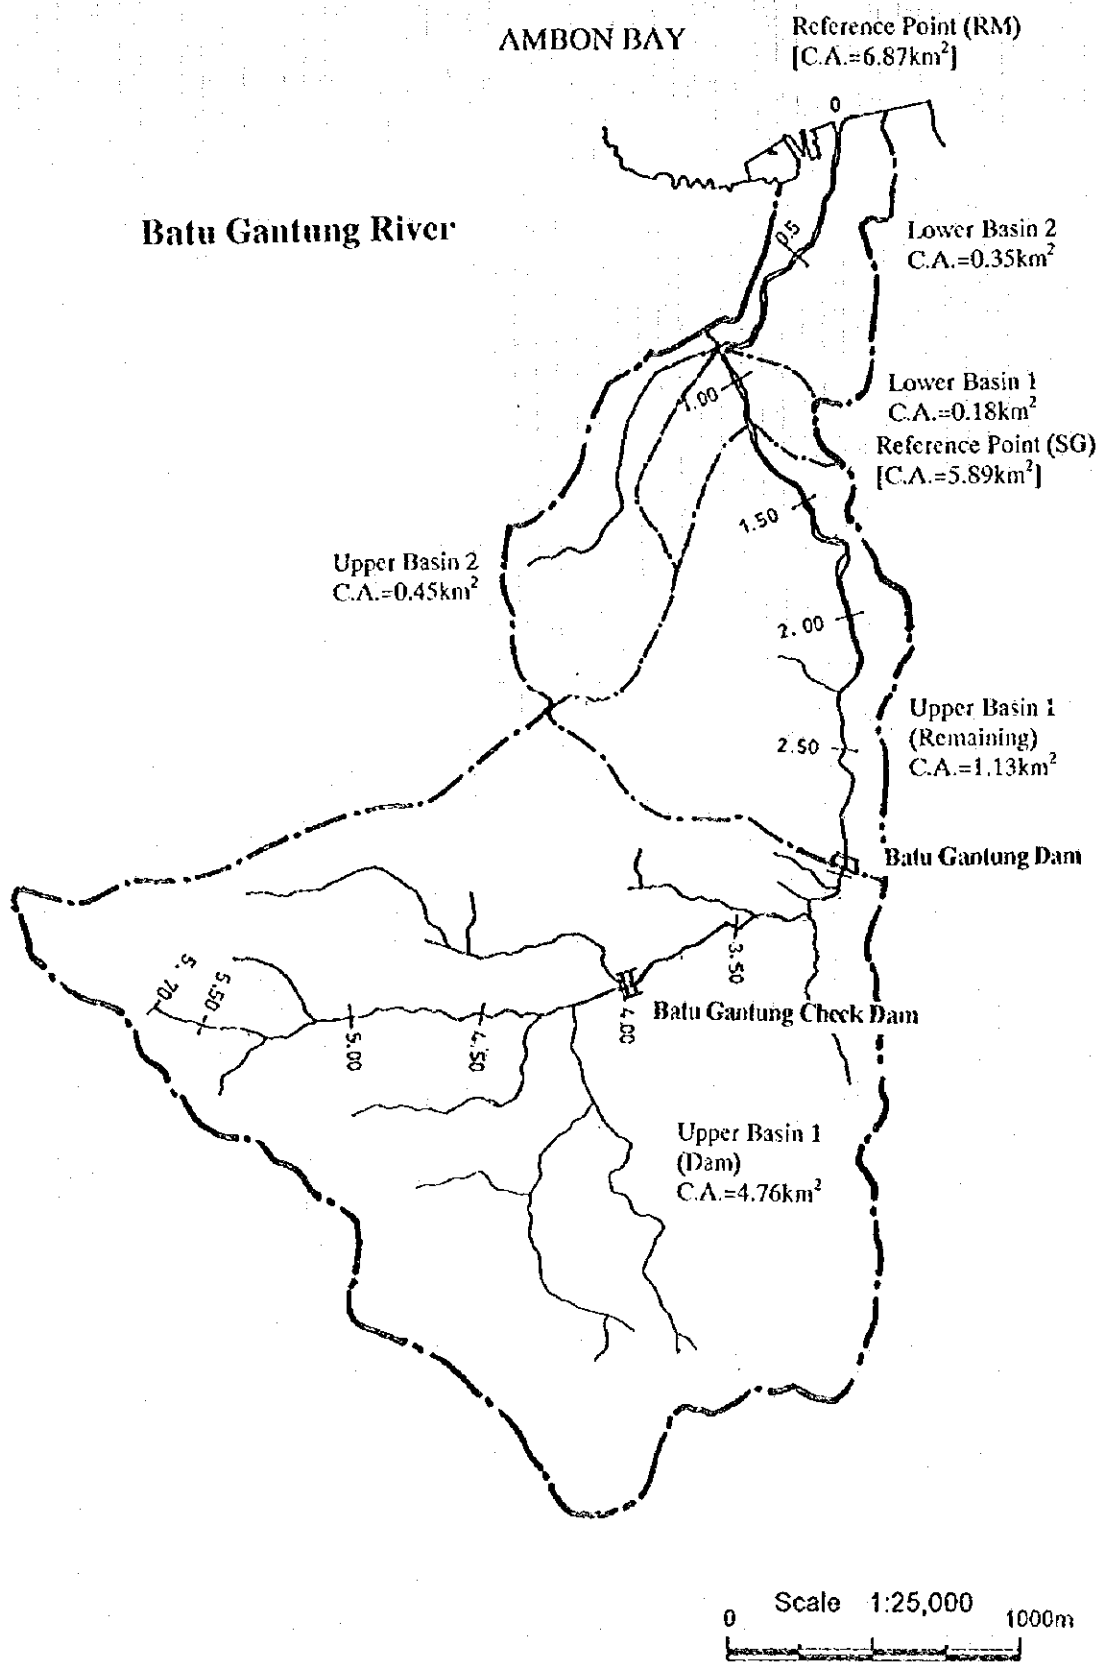 AMBON BAY
Reference Point (RM)
[C.A.=6.87km²]
0
Batu Gantung River
0.5
Lower Basin 2
C.A.=0.35km²
Lower Basin 1
C.A.=0.18km²
1.00
Reference Point (SG)
[C.A.=5.89km²]
1.50
Upper Basin 2
C.A.=0.45km²
2.00
Upper Basin 1
(Remaining)
C.A.=1.13km²
2.50
Batu Gantung Dam
3.50
5.70
5.50
5.00
4.50
4.00
Batu Gantung Check Dam
Upper Basin 1
(Dam)
C.A.=4.76km²
Scale 1:25,000
0 1000m